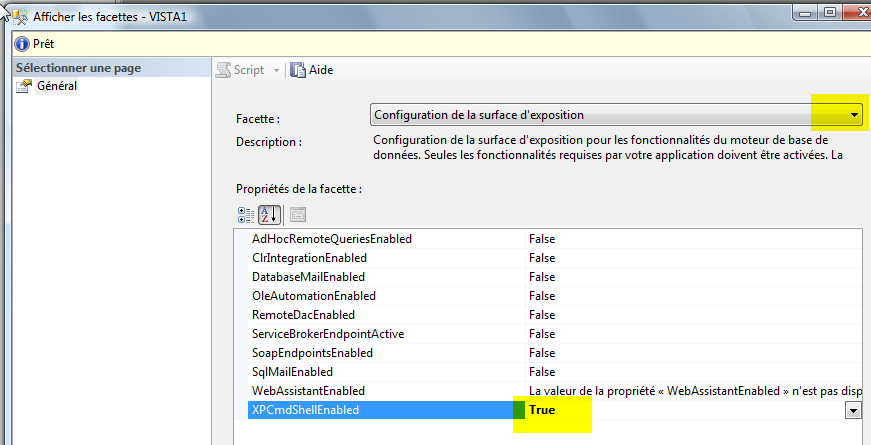 Afficher les facettes - VISTA1
Prêt
Sélectionner une page
Général
Script
Aide
Facette :
Configuration de la surface d'exposition
Description :
Configuration de la surface d'exposition pour les fonctionnalités du moteur de base de
données. Seules les fonctionnalités requises par votre application doivent être activées. La
Propriétés de la facette :
AdHocRemoteQueriesEnabled False
ClrIntegrationEnabled False
DatabaseMailEnabled False
OleAutomationEnabled False
RemoteDacEnabled False
ServiceBrokerEndpointActive False
SoapEndpointsEnabled False
SqlMailEnabled False
WebAssistantEnabled La valeur de la propriété « WebAssistantEnabled » n'est pas disp
XPCmdShellEnabled True